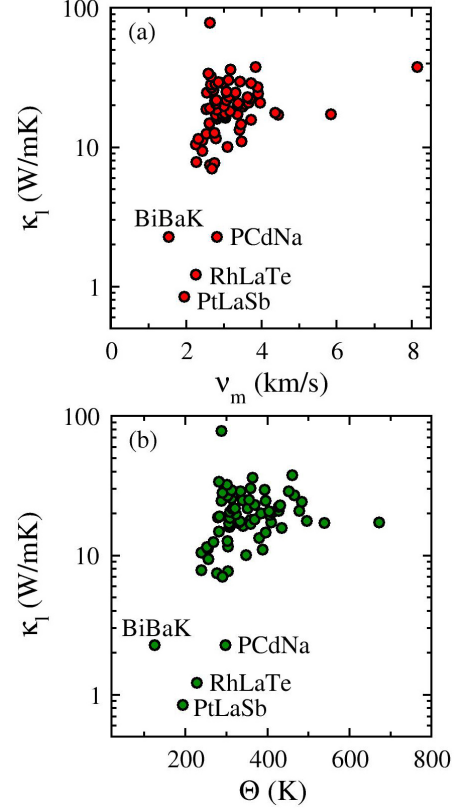 100
(a)
10
κl (W/mK)
BiBaK
PCdNa
RhLaTe
1
PtLaSb
0 2 4 6 8
νm (km/s)
100
(b)
10
κl (W/mK)
BiBaK
PCdNa
RhLaTe
1
PtLaSb
200 400 600 800
Θ (K)